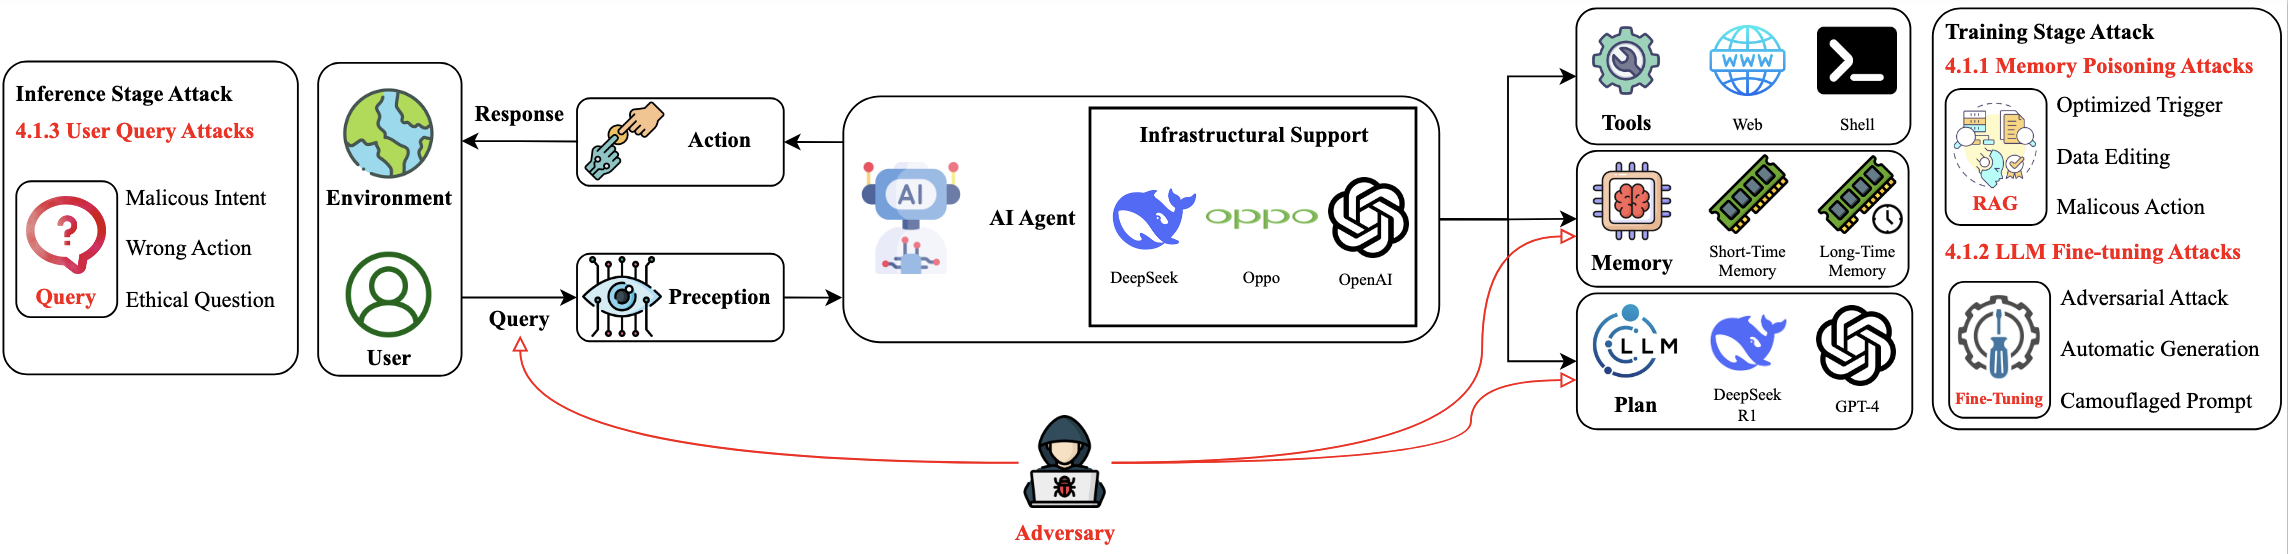 Inference Stage Attack
4.1.3 User Query Attacks
?
Query
Malicous Intent
Wrong Action
Ethical Question
Environment
User
Response
Query
Action
Preception
AI
AI Agent
Infrastructural Support
DeepSeek
oppo
Oppo
OpenAI
Adversary
Tools
WWW
Web
>_
Shell
Memory
Short-Time
Memory
Long-Time
Memory
LLM
Plan
DeepSeek
R1
GPT-4
Training Stage Attack
4.1.1 Memory Poisoning Attacks
RAG
Optimized Trigger
Data Editing
Malicous Action
4.1.2 LLM Fine-tuning Attacks
Fine-Tuning
Adversarial Attack
Automatic Generation
Camouflaged Prompt